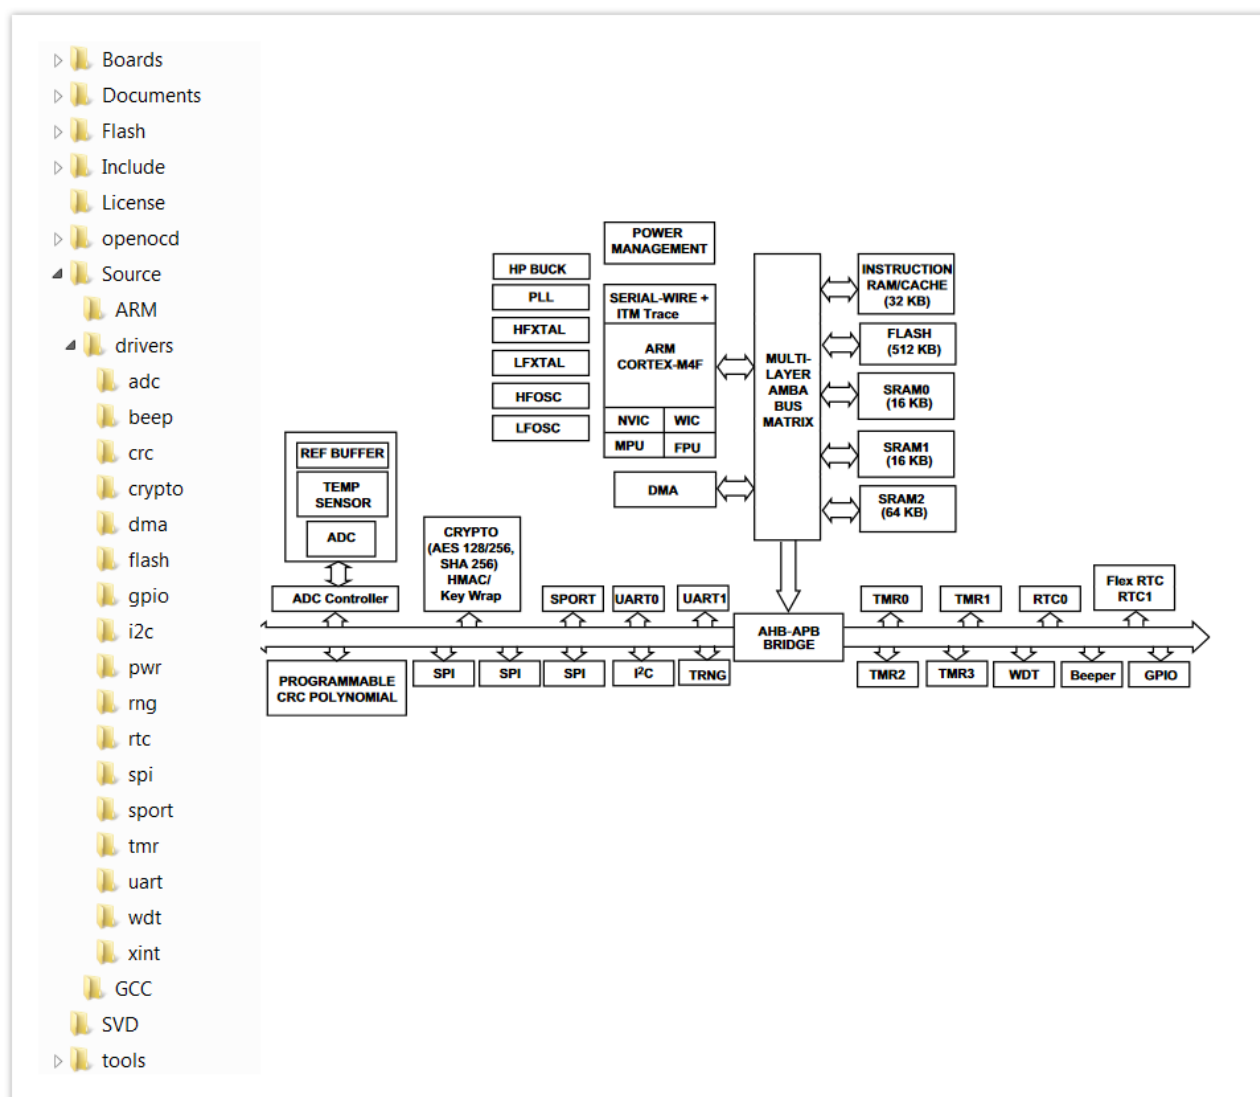 Boards
Documents
Flash
Include
License
openocd
Source
ARM
drivers
adc
beep
crc
crypto
dma
flash
gpio
i2c
pwr
rng
rtc
spi
sport
tmr
uart
wdt
xint
GCC
SVD
tools
POWER
MANAGEMENT
HP BUCK
PLL
HFXTAL
LFXTAL
HFOSC
LFOSC
SERIAL-WIRE +
ITM Trace
ARM
CORTEX-M4F
NVIC
WIC
MPU
FPU
DMA
MULTI-
LAYER
AMBA
BUS
MATRIX
INSTRUCTION
RAM/CACHE
(32 KB)
FLASH
(512 KB)
SRAM0
(16 KB)
SRAM1
(16 KB)
SRAM2
(64 KB)
REF BUFFER
TEMP
SENSOR
ADC
ADC Controller
CRYPTO
(AES 128/256,
SHA 256)
HMAC/
Key Wrap
SPORT
UART0
UART1
AHB-APB
BRIDGE
TMR0
TMR1
RTC0
Flex RTC
RTC1
PROGRAMMABLE
CRC POLYNOMIAL
SPI
SPI
SPI
I²C
TRNG
TMR2
TMR3
WDT
Beeper
GPIO